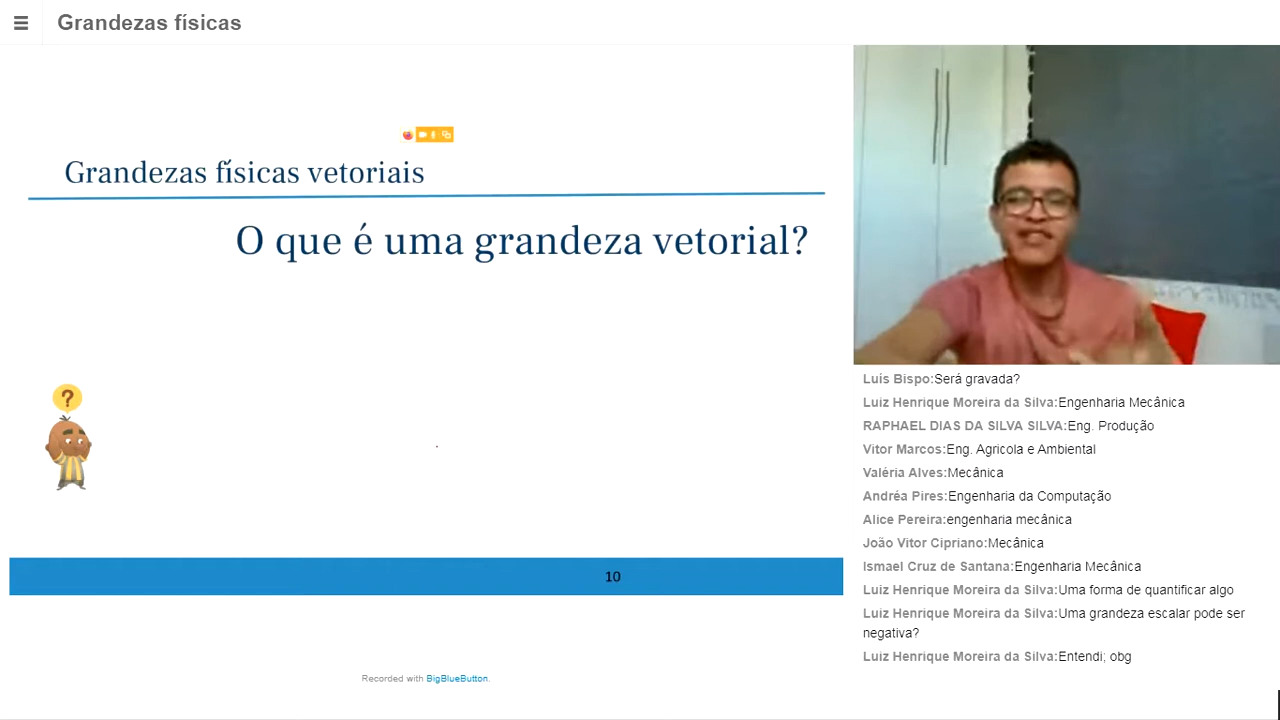 Grandezas físicas
Grandezas físicas vetoriais
O que é uma grandeza vetorial?
?
10
Recorded with BigBlueButton.
Luis Bispo:Será gravada?
Luiz Henrique Moreira da Silva:Engenharia Mecânica
RAPHAEL DIAS DA SILVA SILVA:Eng. Produção
Vitor Marcos:Eng. Agricola e Ambiental
Valéria Alves:Mecânica
Andréa Pires:Engenharia da Computação
Alice Pereira:engenharia mecânica
João Vitor Cipriano:Mecânica
Ismael Cruz de Santana:Engenharia Mecânica
Luiz Henrique Moreira da Silva:Uma forma de quantificar algo
Luiz Henrique Moreira da Silva:Uma grandeza escalar pode ser
negativa?
Luiz Henrique Moreira da Silva:Entendi; obg